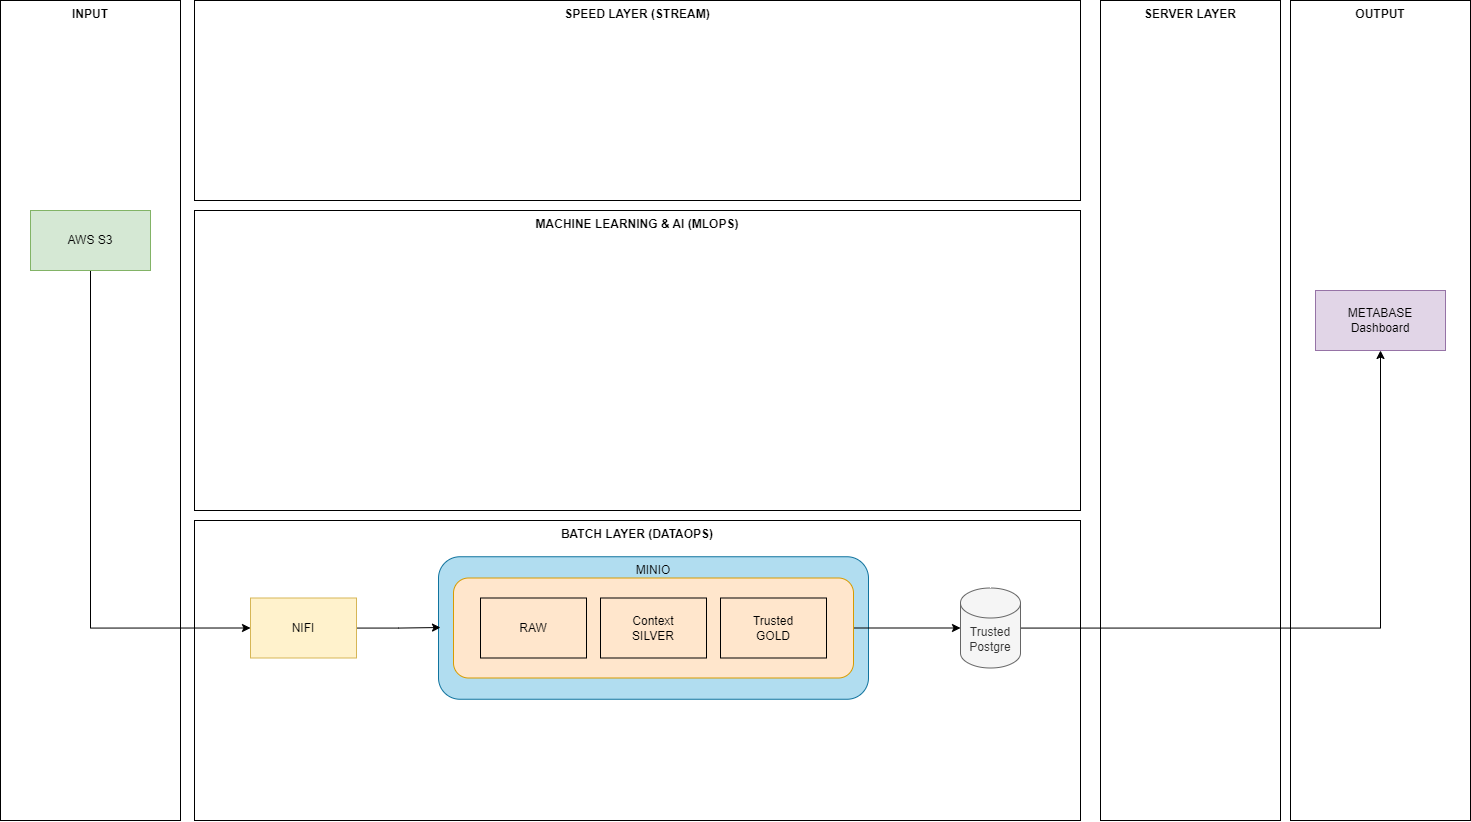 INPUT
SPEED LAYER (STREAM)
SERVER LAYER
OUTPUT
AWS S3
MACHINE LEARNING & AI (MLOPS)
METABASE
Dashboard
BATCH LAYER (DATAOPS)
MINIO
NIFI
RAW
Context
SILVER
Trusted
GOLD
Trusted
Postgre